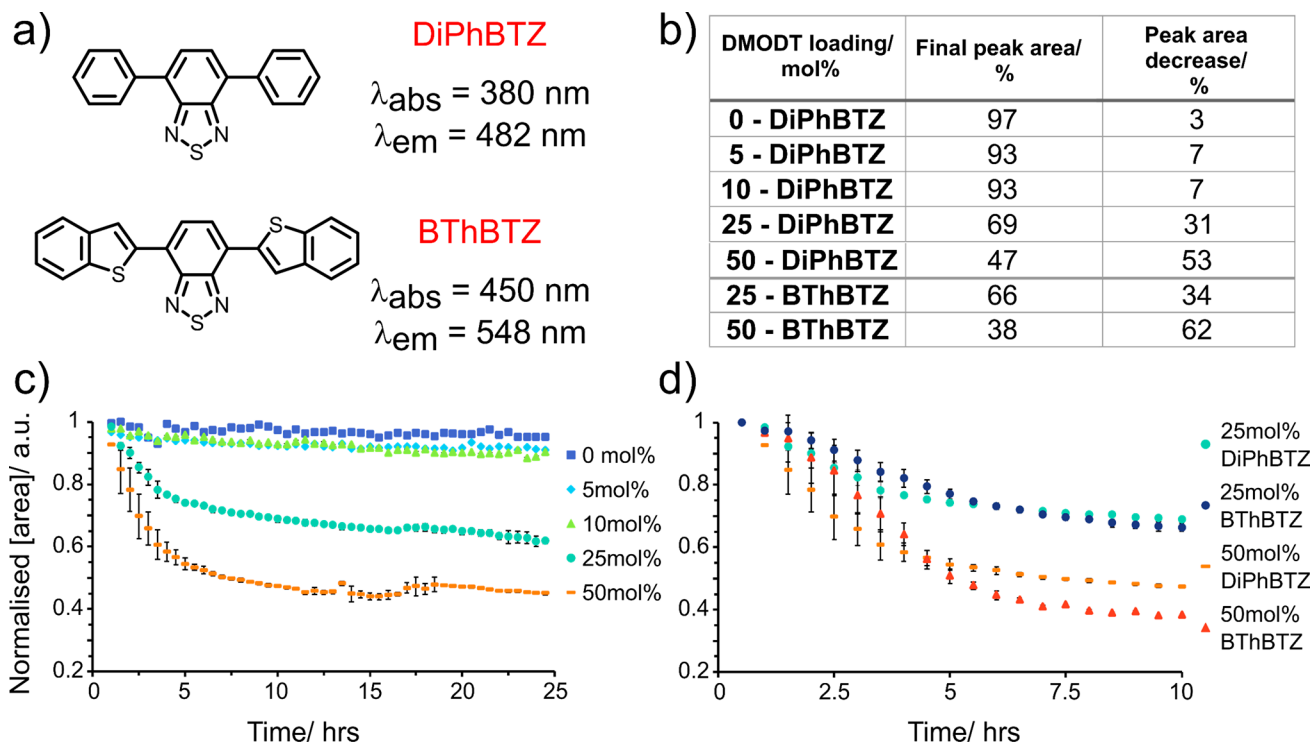 a)
DiPhBTZ
λabs = 380 nm
λem = 482 nm
N
N
S
BThBTZ
λabs = 450 nm
λem = 548 nm
S
S
N
N
S
b)
DMODT loading/ mol% Final peak area/ % Peak area decrease/ %
0 - DiPhBTZ 97 3
5 - DiPhBTZ 93 7
10 - DiPhBTZ 93 7
25 - DiPhBTZ 69 31
50 - DiPhBTZ 47 53
25 - BThBTZ 66 34
50 - BThBTZ 38 62
c)
Normalised [area]/ a.u.
1
0.8
0.6
0.4
0.2
0 5 10 15 20 25
Time/ hrs
0 mol%
5mol%
10mol%
25mol%
50mol%
d)
1
0.8
0.6
0.4
0.2
0 2.5 5 7.5 10
Time/ hrs
25mol%
DiPhBTZ
25mol%
BThBTZ
50mol%
DiPhBTZ
50mol%
BThBTZ